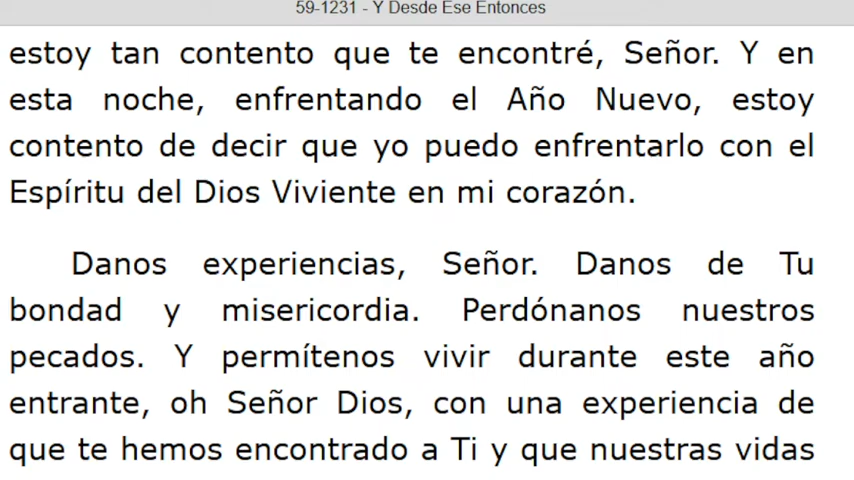 59-1231 - Y Desde Ese Entonces
estoy tan contento que te encontré, Señor. Y en
esta noche, enfrentando el Año Nuevo, estoy
contento de decir que yo puedo enfrentarlo con el
Espíritu del Dios Viviente en mi corazón.
Danos experiencias, Señor. Danos de Tu
bondad y misericordia. Perdónanos nuestros
pecados. Y permítenos vivir durante este año
entrante, oh Señor Dios, con una experiencia de
que te hemos encontrado a Ti y que nuestras vidas